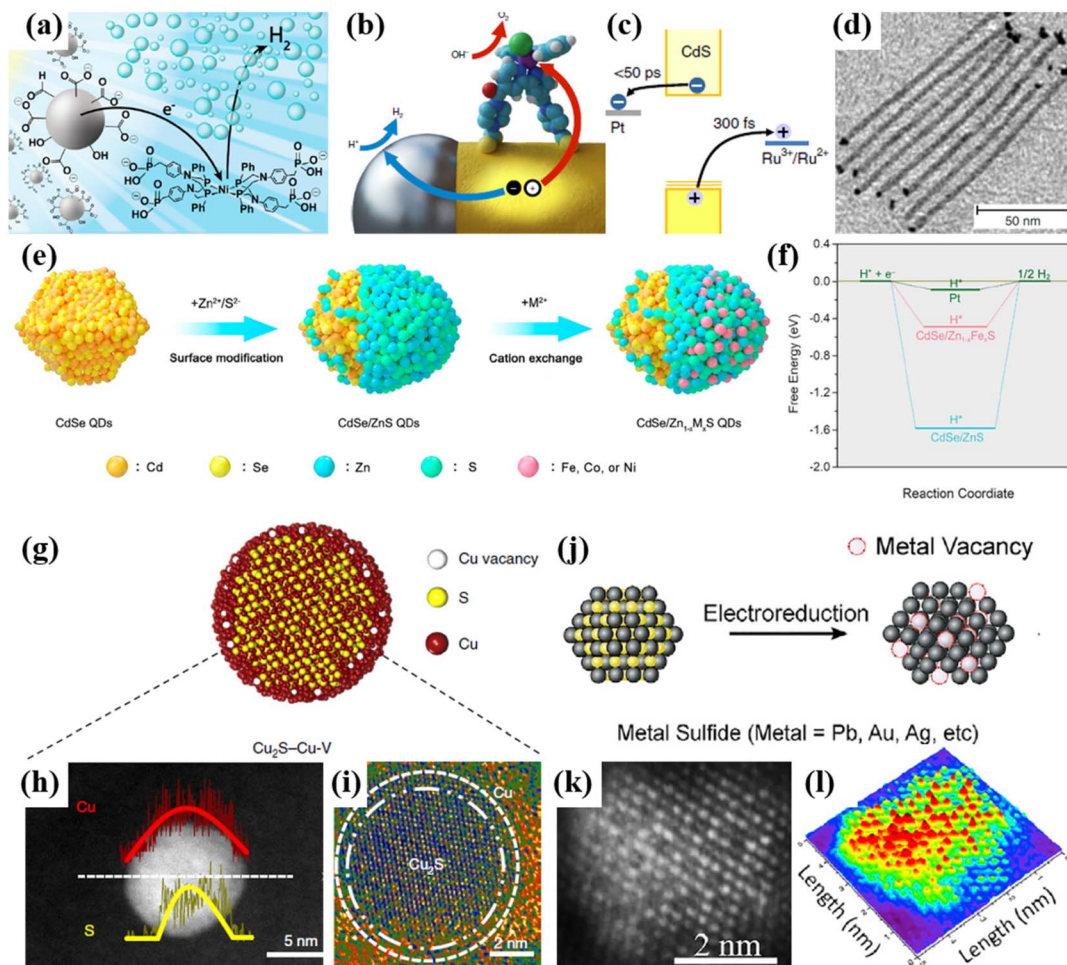 (a)
H₂
e⁻
Ni
(b)
O₂
OH⁻
H₂
H⁺
(c)
CdS
<50 ps
Pt
300 fs
Ru³⁺/Ru²⁺
(d)
50 nm
(e)
+Zn²⁺/S²⁻
Surface modification
+M²⁺
Cation exchange
CdSe QDs
CdSe/ZnS QDs
CdSe/Zn₁₋ₓMₓS QDs
: Cd
: Se
: Zn
: S
: Fe, Co, or Ni
(f)
0.4
0.0
-0.4
-0.8
-1.2
-1.6
-2.0
Free Energy (eV)
H⁺ + e⁻
1/2 H₂
H*
Pt
H*
CdSe/Zn₁₋ₓFeₓS
H*
CdSe/ZnS
Reaction Coordiate
(g)
Cu vacancy
S
Cu
Cu₂S–Cu-V
(j)
Metal Vacancy
Electroreduction
Metal Sulfide (Metal = Pb, Au, Ag, etc)
(h)
Cu
S
5 nm
(i)
Cu
Cu₂S
2 nm
(k)
2 nm
(l)
Length (nm)
Length (nm)